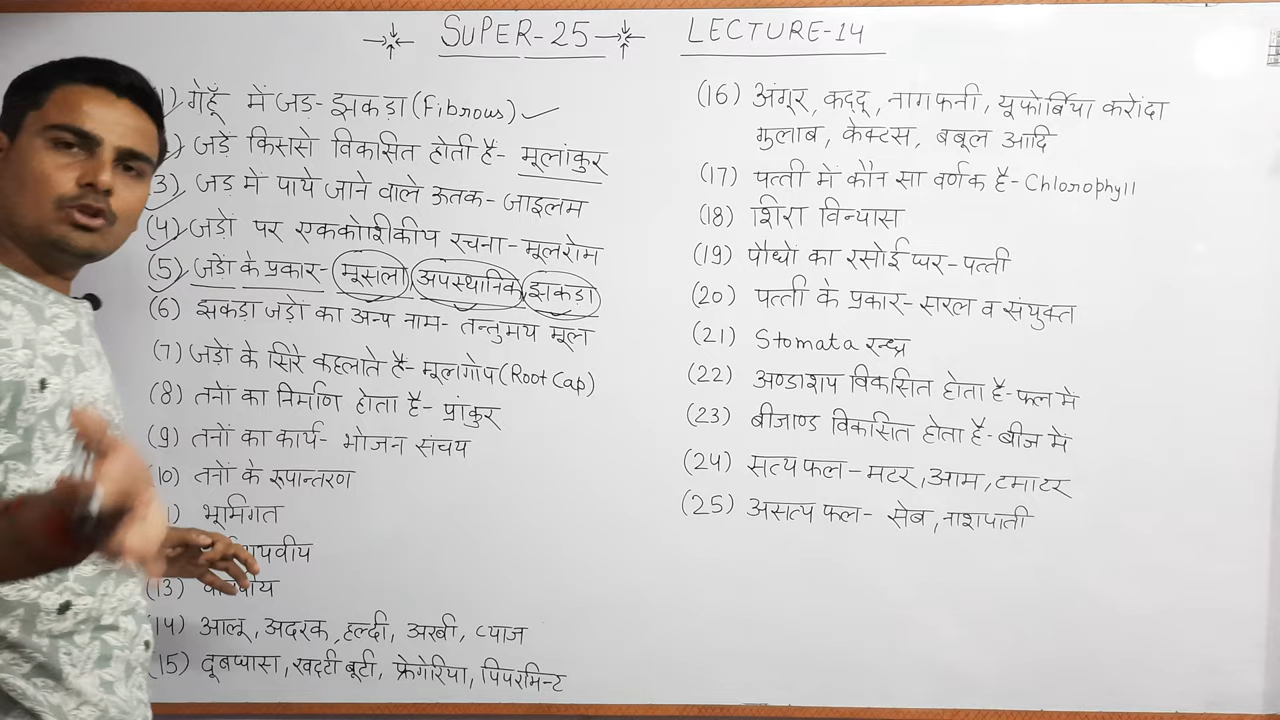 SUPER-25
LECTURE-14
1) गेहूँ में जड़- झकड़ा (Fibrous)
जड़ें किससे विकसित होती है- मूलांकुर
3) जड़ में पाये जाने वाले ऊतक- जाइलम
(4) जड़ों पर एककोशिकीय रचना- मूलरोम
(5) जड़ों के प्रकार- मूसला अपस्थानिक झकड़ा
(6) झकड़ा जड़ों का अन्य नाम- तन्तुमय मूल
(7) जड़ों के सिरे कहलाते है- मूलगोप (Root Cap)
(8) तनों का निर्माण होता है- प्रांकुर
(9) तनों का कार्य- भोजन संचय
10) तनों के रूपान्तरण
1) भूमिगत
यवीय
(13)
14) आलू, अदरक, हल्दी, अरबी, प्याज
15) दूबघास, खट्टी बूटी, फ्रेगेरिया, पिपरमिन्ट
(16) अंगूर, कददू, नागफनी, यूफोर्बिया करोंदा
गुलाब, केक्टस, बबूल आदि
(17) पत्ती में कौन सा वर्णक है- Chlorophyll
(18) शिरा विन्यास
(19) पौधों का रसोई घर- पत्ती
(20) पत्ती के प्रकार- सरल व संयुक्त
(21) Stomata रन्ध्र
(22) अण्डाशय विकसित होता है- फल में
(23) बीजाण्ड विकसित होता है- बीज में
(24) सत्य फल- मटर, आम, टमाटर
(25) असत्य फल- सेब, नाशपाती